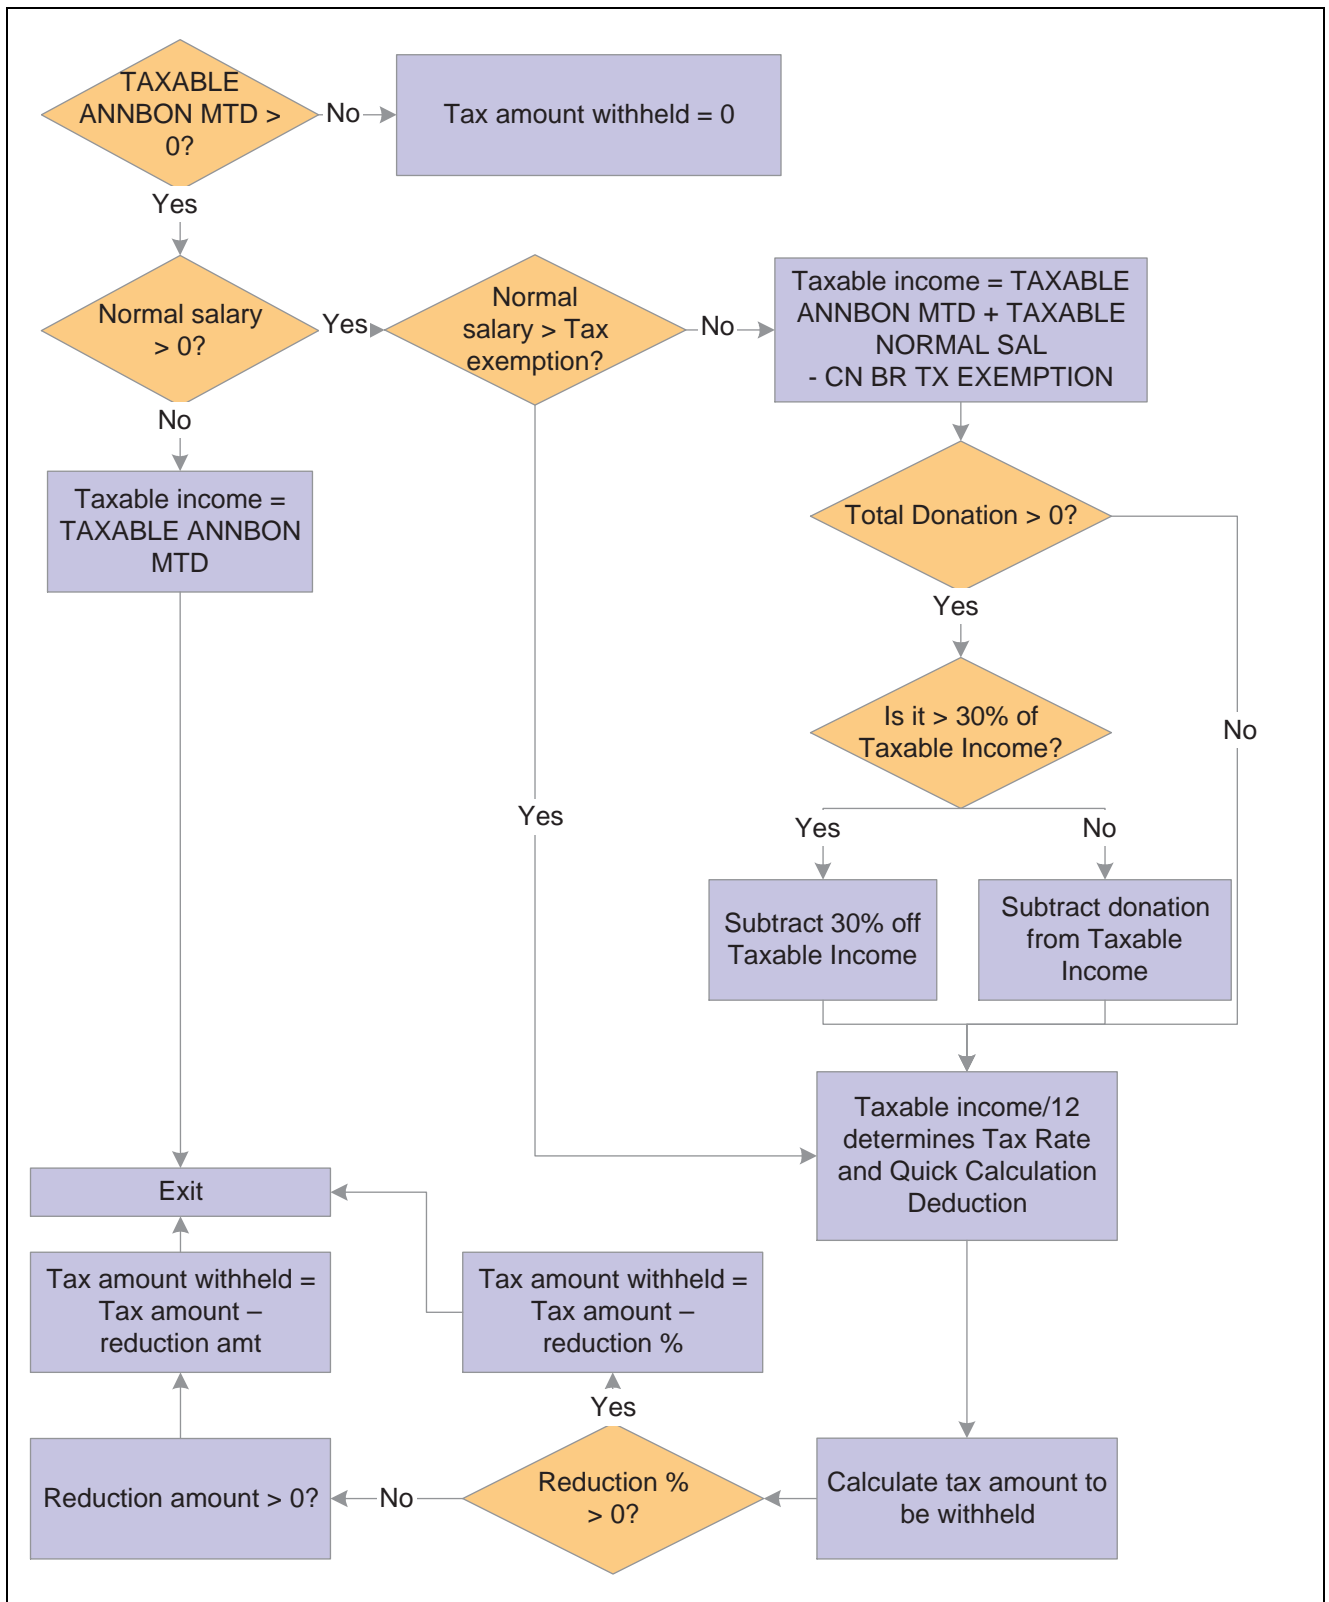 TAXABLE
ANNBON MTD >
0?
No
Tax amount withheld = 0
Yes
Normal salary
> 0?
Yes
Normal
salary > Tax
exemption?
No
Taxable income = TAXABLE
ANNBON MTD + TAXABLE
NORMAL SAL
- CN BR TX EXEMPTION
No
Taxable income =
TAXABLE ANNBON
MTD
Total Donation > 0?
Yes
Is it > 30% of
Taxable Income?
No
Yes
Yes
No
Subtract 30% off
Taxable Income
Subtract donation
from Taxable
Income
Taxable income/12
determines Tax Rate
and Quick Calculation
Deduction
Exit
Tax amount withheld =
Tax amount –
reduction amt
Tax amount withheld =
Tax amount –
reduction %
Yes
Reduction amount > 0?
No
Reduction %
> 0?
Calculate tax amount to
be withheld